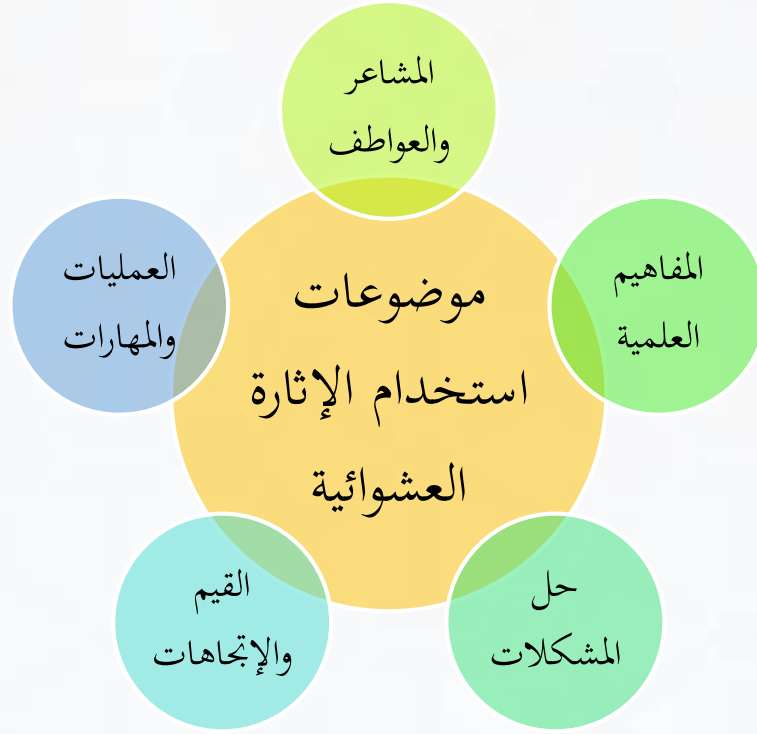 موضوعات
استخدام الإثارة
العشوائية
المشاعر
والعواطف
المفاهيم
العلمية
حل
المشكلات
القيم
والإتجاهات
العمليات
والمهارات